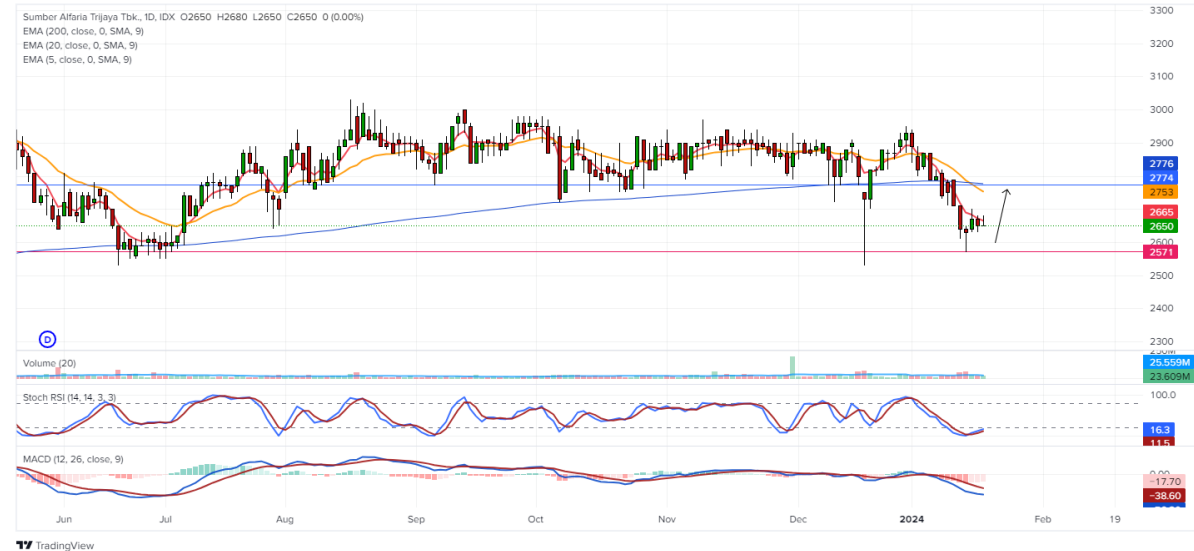 Sumber Alfaria Trijaya Tbk., 1D, IDX O2650 H2680 L2650 C2650 0 (0.00%)
EMA (200, close, 0, SMA, 9)
EMA (20, close, 0, SMA, 9)
EMA (5, close, 0, SMA, 9)
3300
3200
3100
3000
2900
2800
2776
2774
2753
2665
2650
2600
2571
2500
2400
2300
D
Volume (20)
25.559M
23.609M
Stoch RSI (14, 14, 3, 3)
100.0
16.3
11.5
MACD (12, 26, close, 9)
0.00
−17.70
−38.60
Jun Jul Aug Sep Oct Nov Dec 2024 Feb 19
TradingView